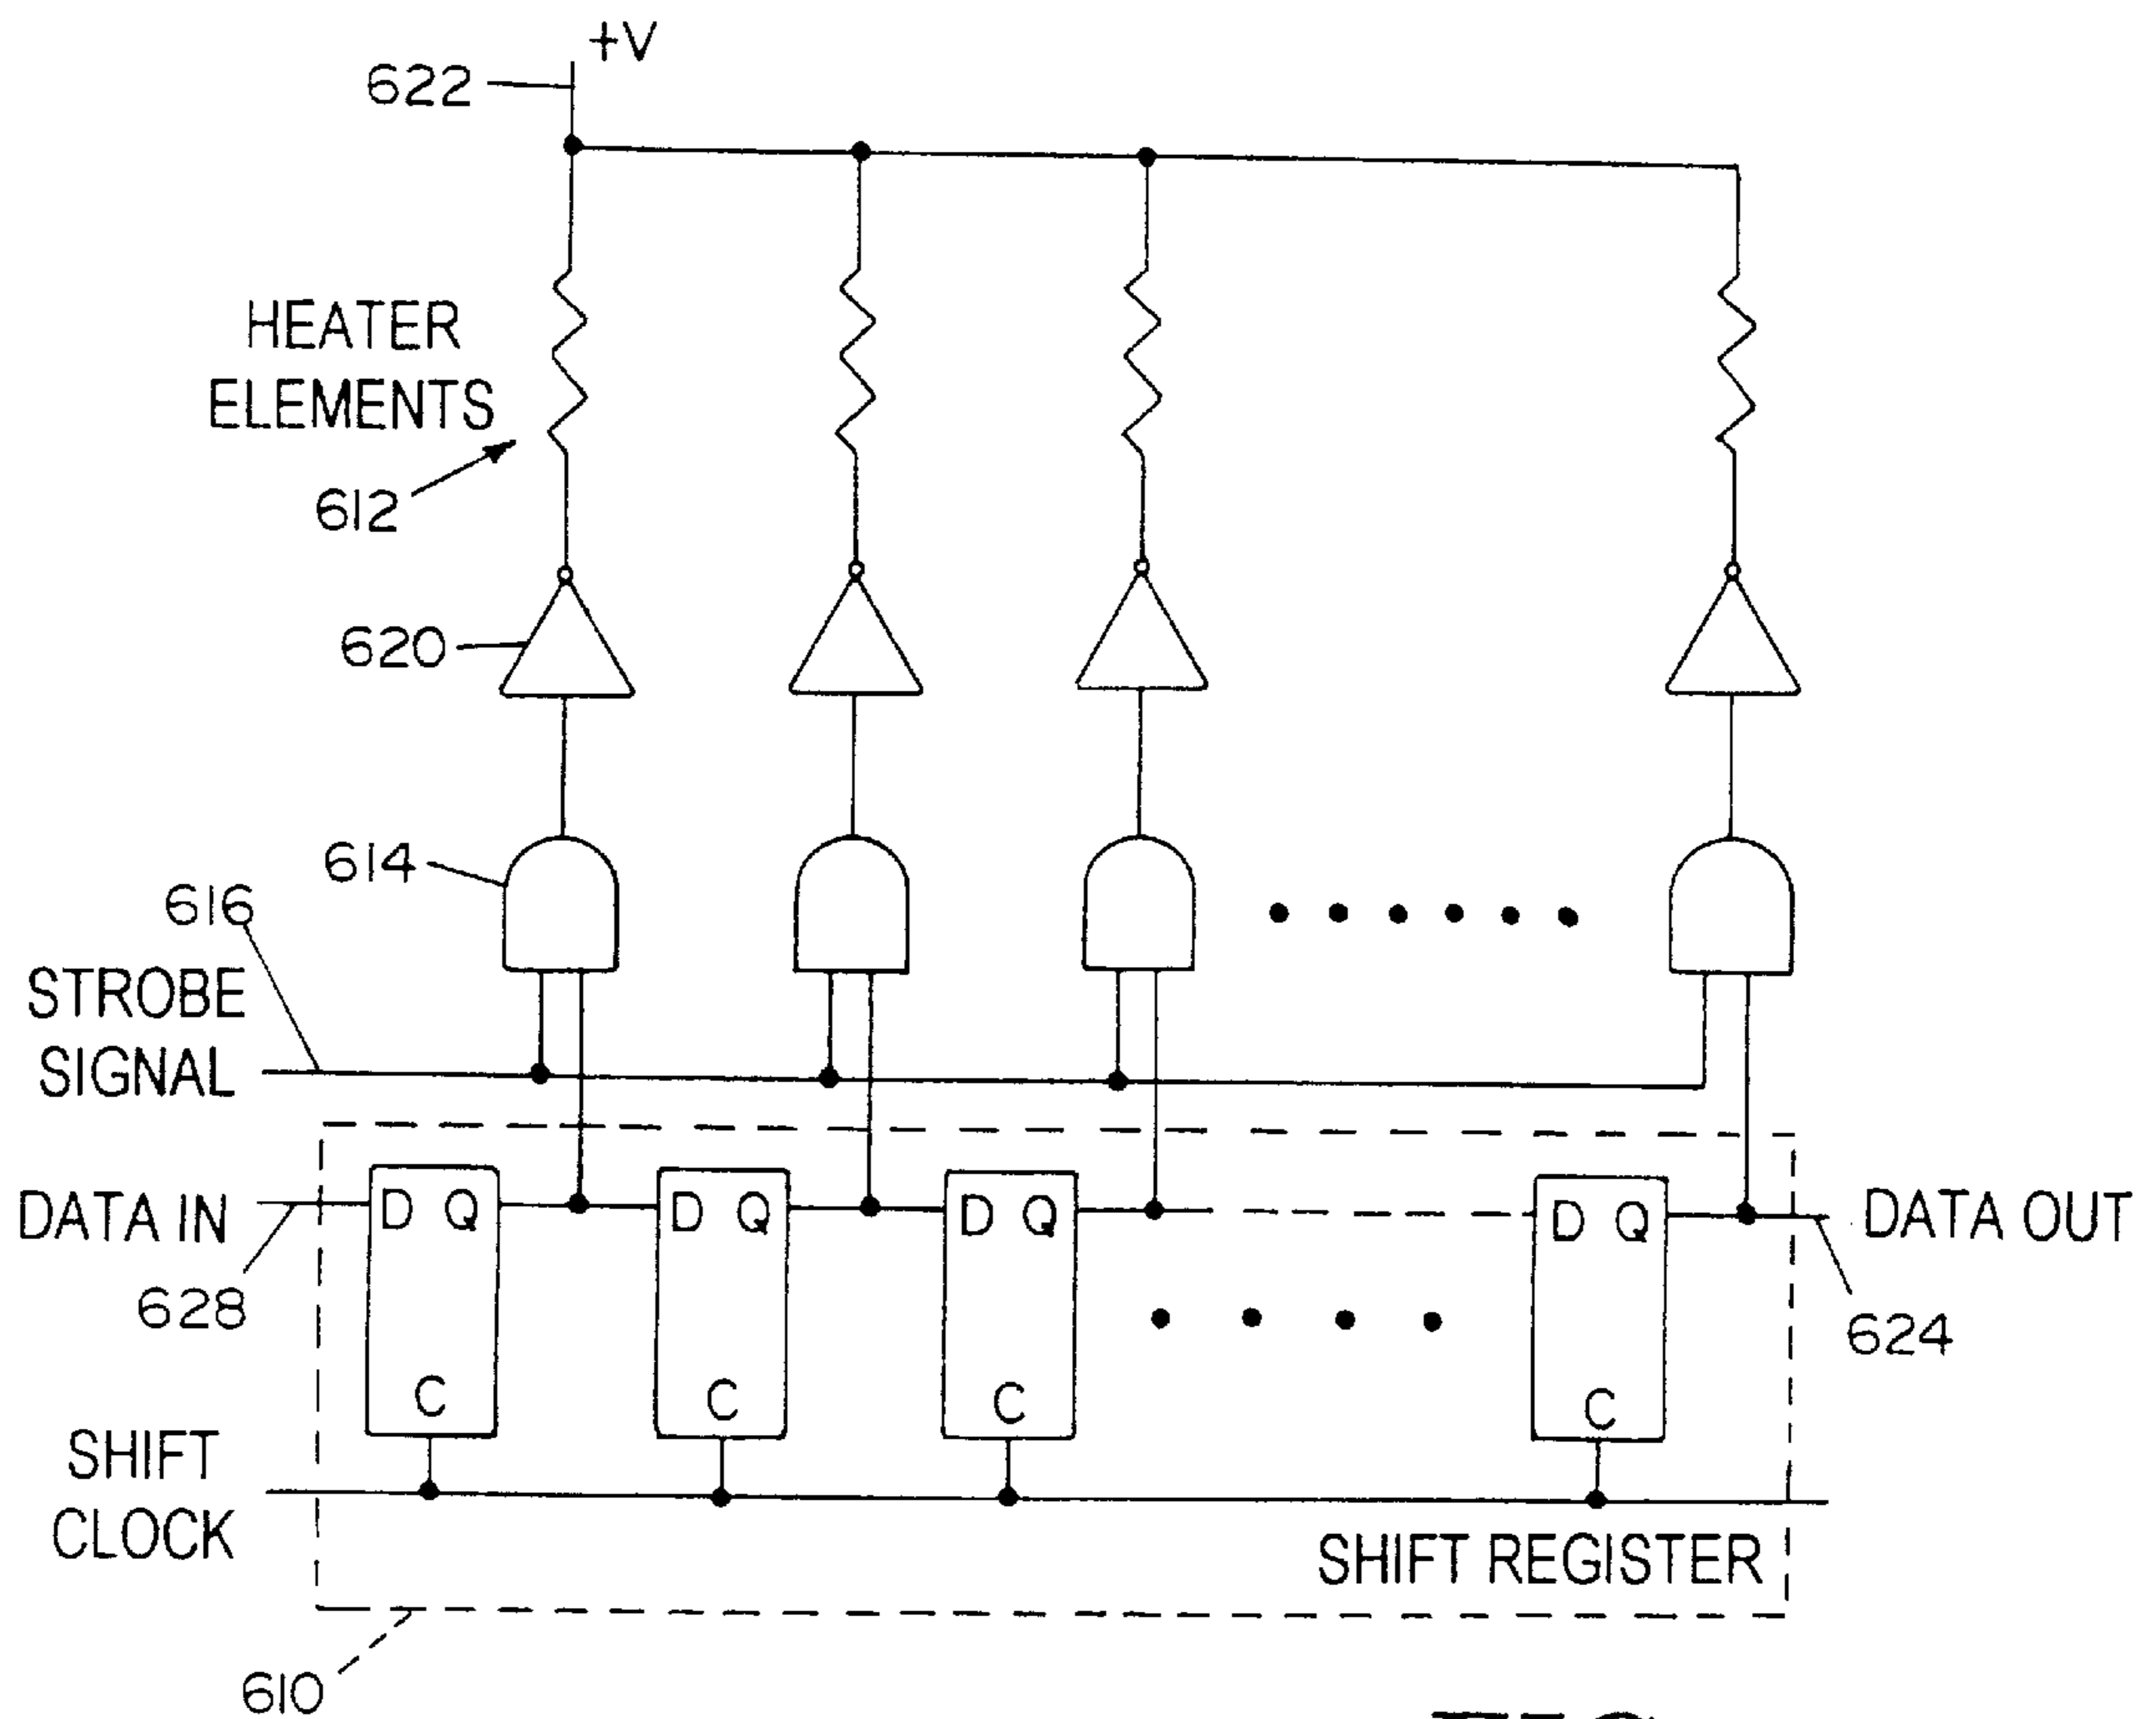 +V
622
HEATER
ELEMENTS
612
620
614
616
STROBE
SIGNAL
DATA IN
D Q
D Q
D Q
D Q
DATA OUT
628
624
C
C
C
C
SHIFT
CLOCK
SHIFT REGISTER
610